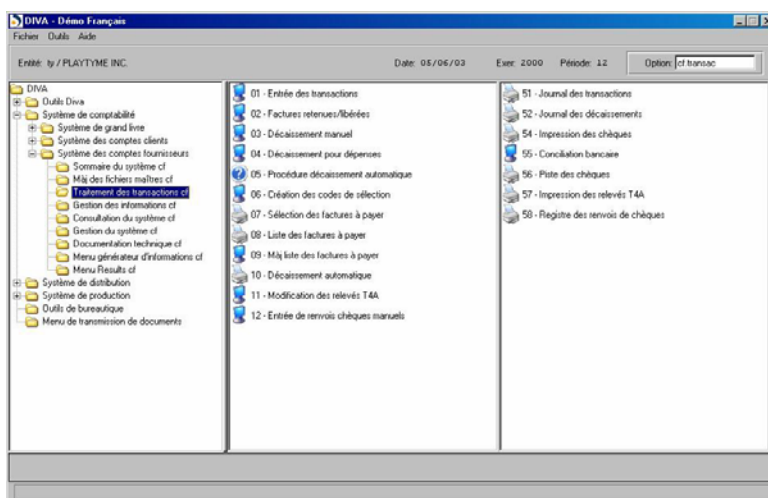 DIVA - Démo Français
Fichier Outils Aide
Entité: ty / PLAYTYME INC. Date: 05/06/03 Exer: 2000 Période: 12 Option: cf transac
DIVA
Outils Diva
Système de comptabilité
Système de grand livre
Système des comptes clients
Système des comptes fournisseurs
Sommaire du système cf
Màj des fichiers maîtres cf
Traitement des transactions cf
Gestion des informations cf
Consultation du système cf
Gestion du système cf
Documentation technique cf
Menu générateur d'informations cf
Menu Results cf
Système de distribution
Système de production
Outils de bureautique
Menu de transmission de documents
01 - Entrée des transactions
02 - Factures retenues/libérées
03 - Décaissement manuel
04 - Décaissement pour dépenses
05 - Procédure décaissement automatique
06 - Création des codes de sélection
07 - Sélection des factures à payer
08 - Liste des factures à payer
09 - Màj liste des factures à payer
10 - Décaissement automatique
11 - Modification des relevés T4A
12 - Entrée de renvois chèques manuels
51 - Journal des transactions
52 - Journal des décaissements
54 - Impression des chèques
55 - Conciliation bancaire
56 - Piste des chèques
57 - Impression des relevés T4A
58 - Registre des renvois de chèques